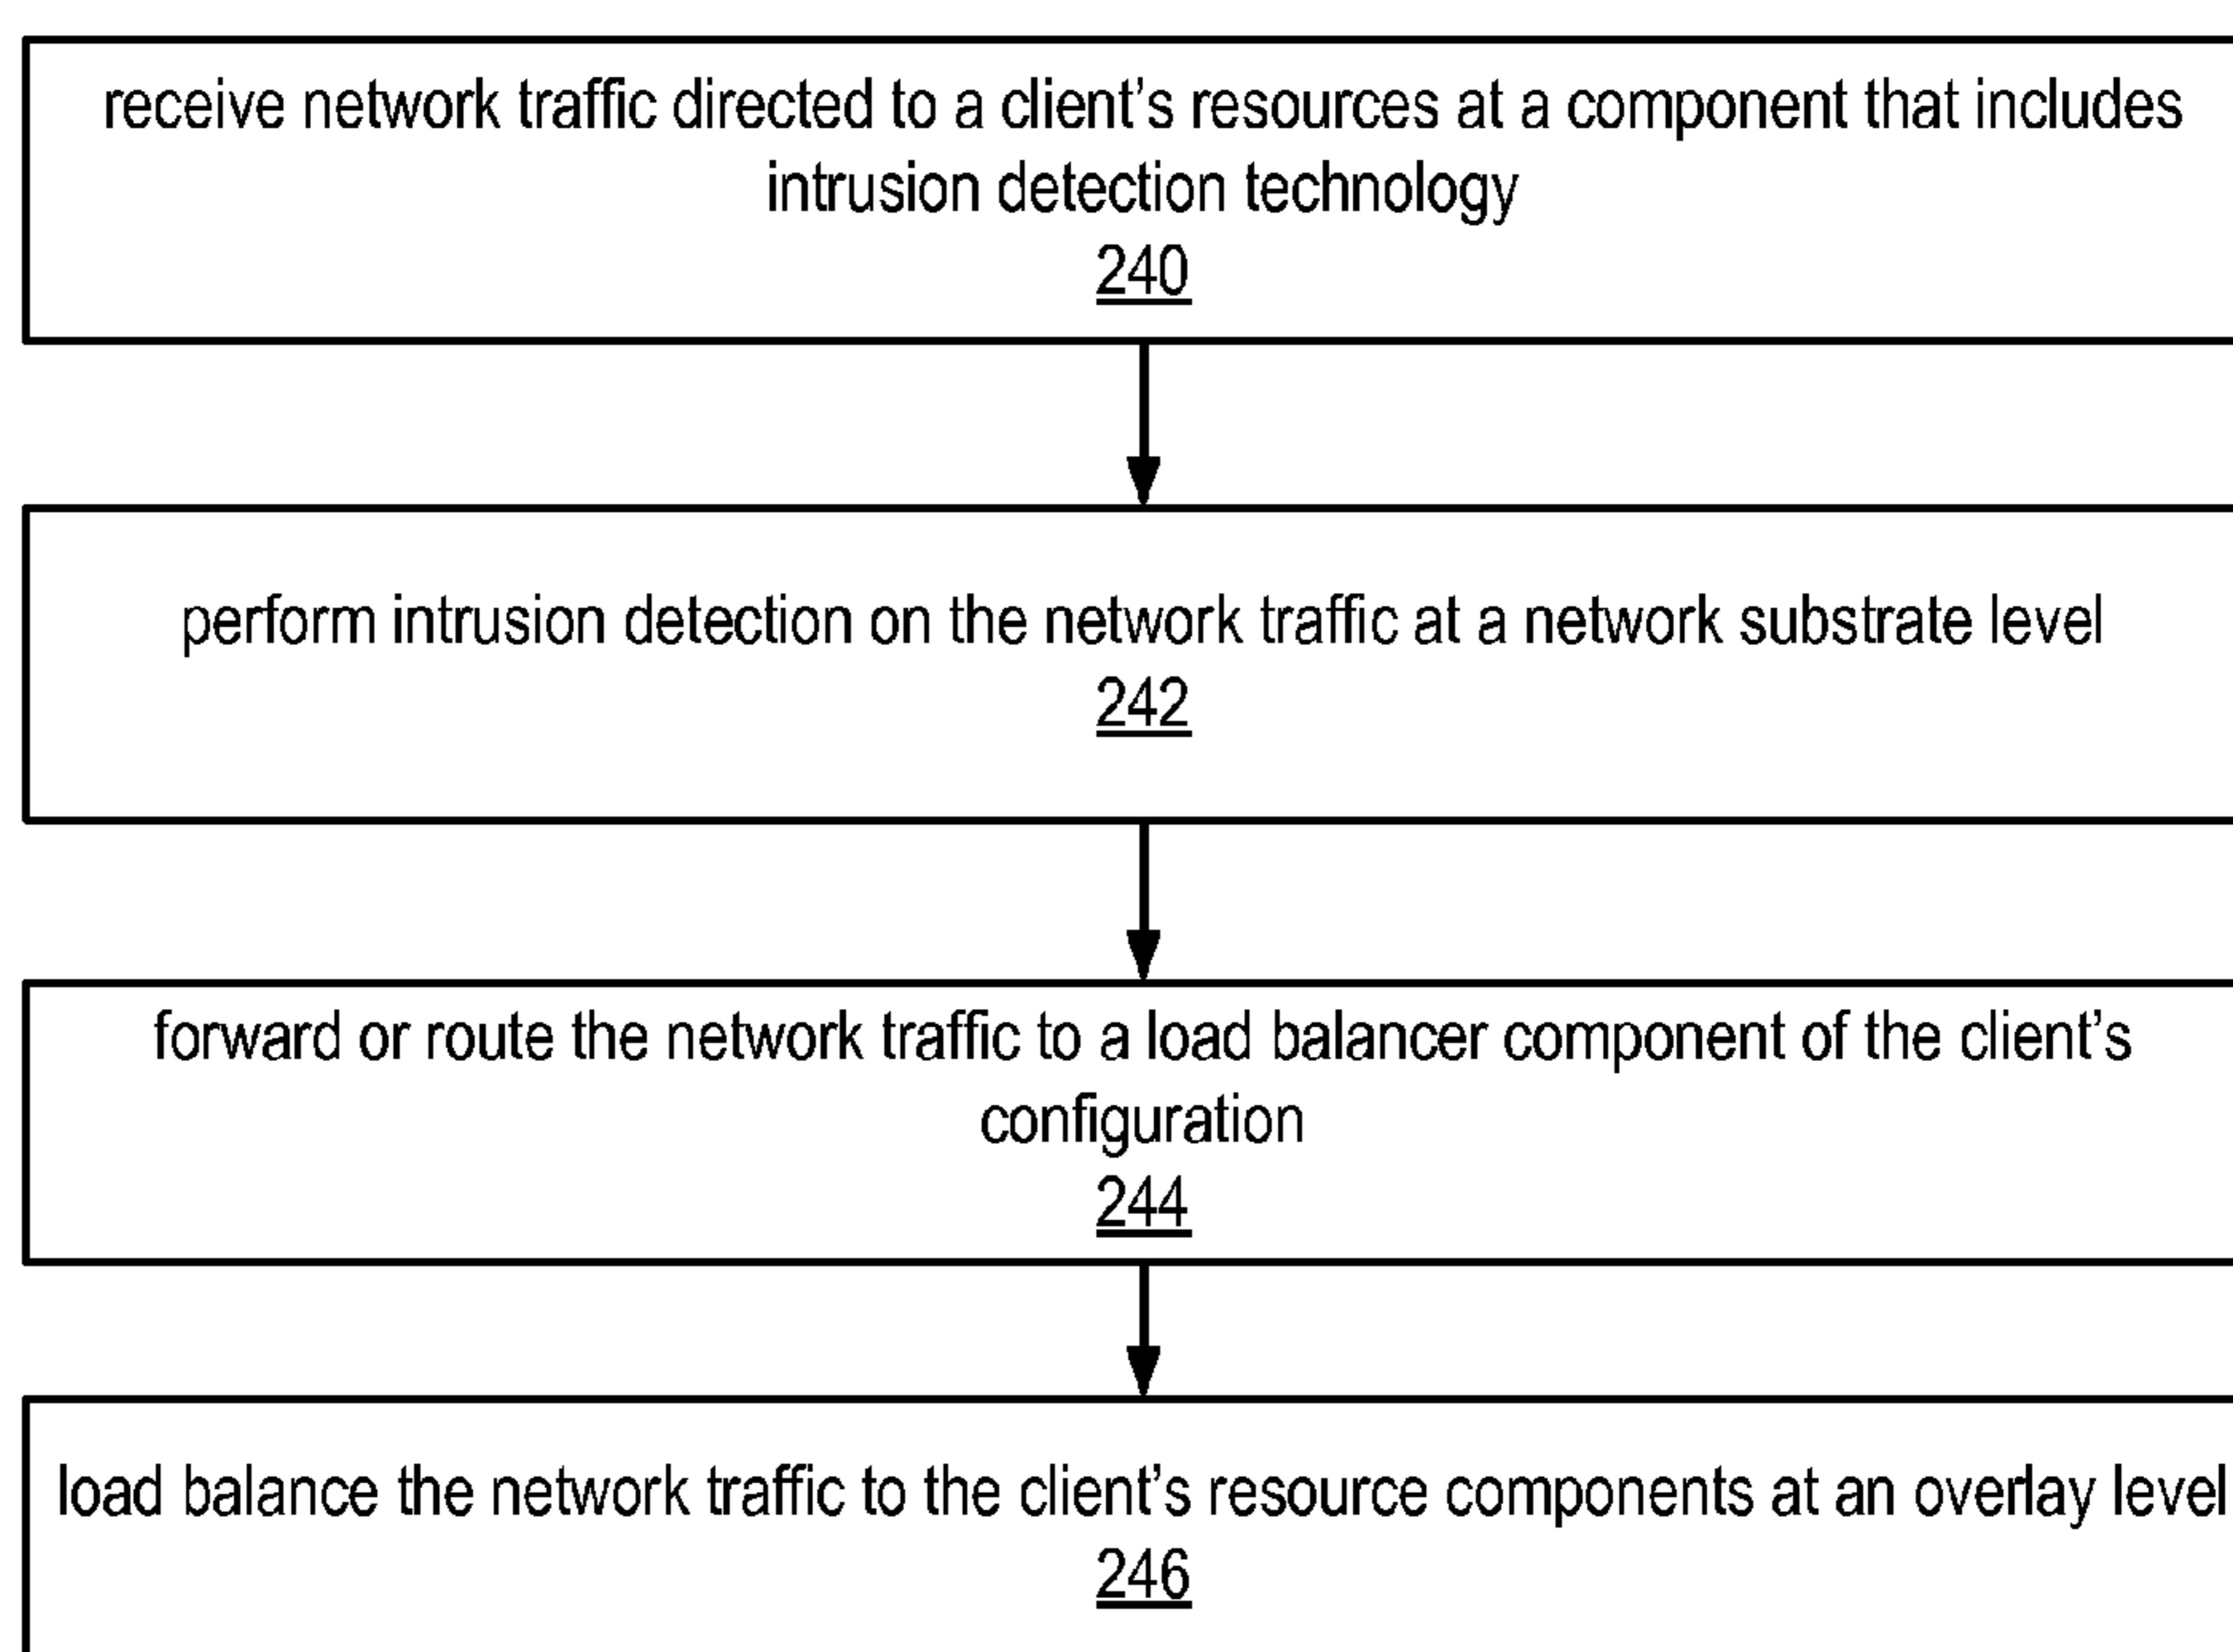 receive network traffic directed to a client’s resources at a component that includes
intrusion detection technology
240
perform intrusion detection on the network traffic at a network substrate level
242
forward or route the network traffic to a load balancer component of the client’s
configuration
244
load balance the network traffic to the client’s resource components at an overlay level
246